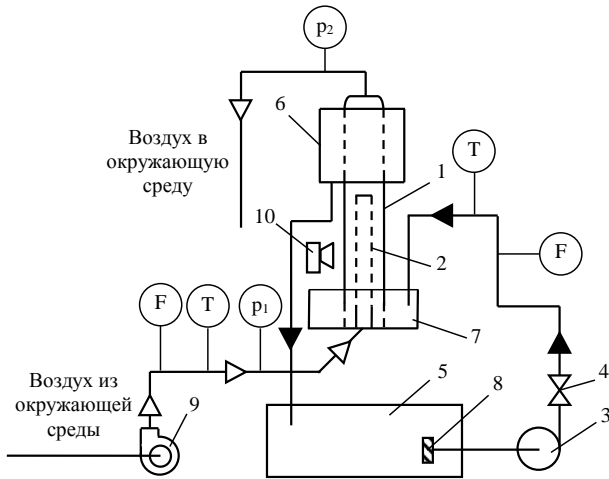 p₂
6
Воздух в
окружающую
среду
1
T
10
2
F
F
T
p₁
7
Воздух из
окружающей
среды
5
8
4
9
3